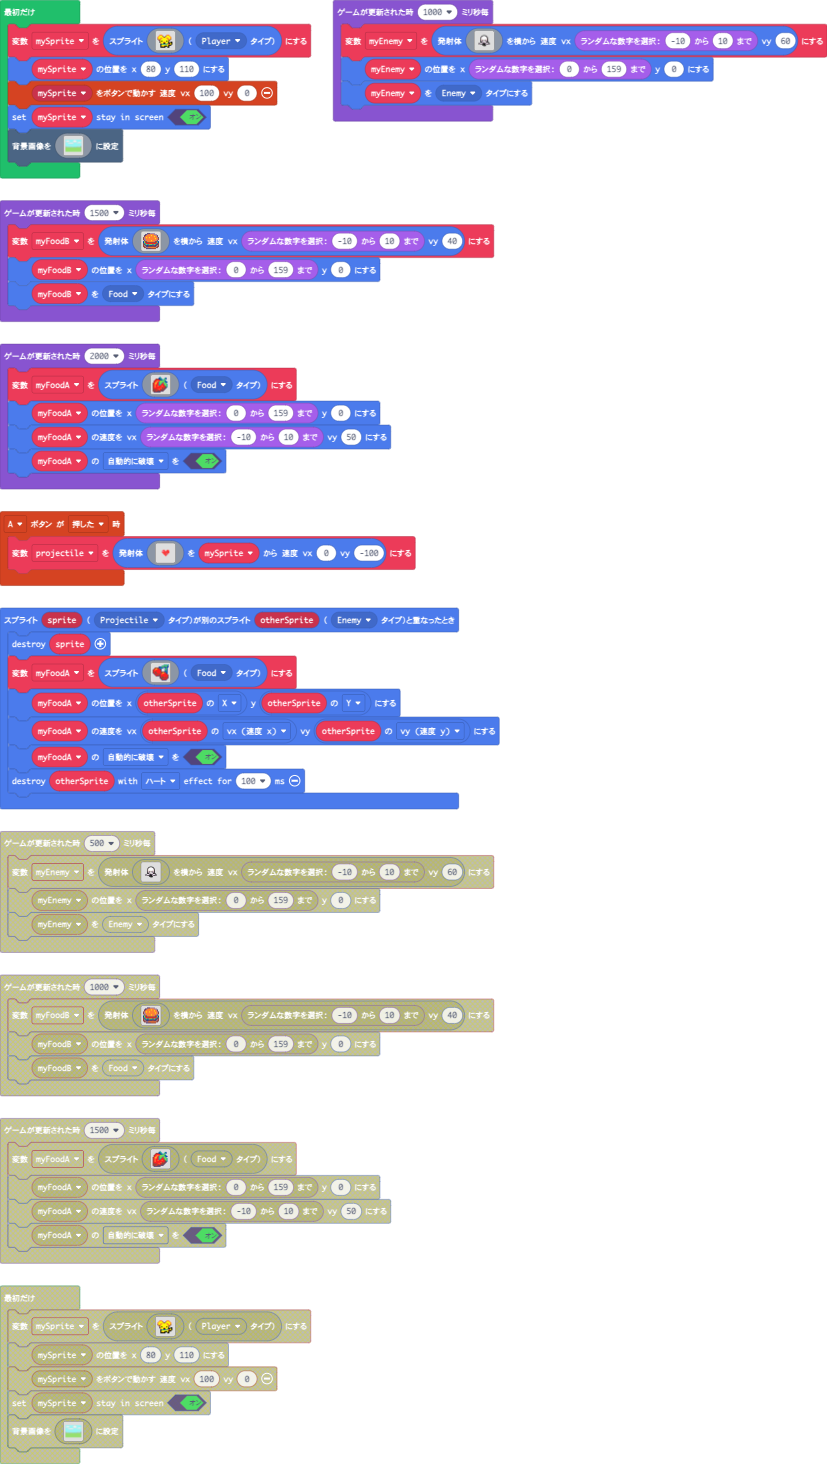 最初だけ
変数 mySprite ▼ を スプライト ( Player ▼ タイプ) にする
mySprite ▼ の位置を x 80 y 110 にする
mySprite ▼ をボタンで動かす 速度 vx 100 vy 0
set mySprite ▼ stay in screen オン
背景画像を に設定
ゲームが更新された時 1000 ▼ ミリ秒毎
変数 myEnemy ▼ を 発射体 を横から 速度 vx ランダムな数字を選択: -10 から 10 まで vy 60 にする
myEnemy ▼ の位置を x ランダムな数字を選択: 0 から 159 まで y 0 にする
myEnemy ▼ を Enemy ▼ タイプにする
ゲームが更新された時 1500 ▼ ミリ秒毎
変数 myFoodB ▼ を 発射体 を横から 速度 vx ランダムな数字を選択: -10 から 10 まで vy 40 にする
myFoodB ▼ の位置を x ランダムな数字を選択: 0 から 159 まで y 0 にする
myFoodB ▼ を Food ▼ タイプにする
ゲームが更新された時 2000 ▼ ミリ秒毎
変数 myFoodA ▼ を スプライト ( Food ▼ タイプ) にする
myFoodA ▼ の位置を x ランダムな数字を選択: 0 から 159 まで y 0 にする
myFoodA ▼ の速度を vx ランダムな数字を選択: -10 から 10 まで vy 50 にする
myFoodA ▼ の 自動的に破壊 ▼ を オン
A ▼ ボタン が 押した ▼ 時
変数 projectile ▼ を 発射体 を mySprite ▼ から 速度 vx 0 vy -100 にする
スプライト sprite ( Projectile ▼ タイプ)が別のスプライト otherSprite ( Enemy ▼ タイプ)と重なったとき
destroy sprite
変数 myFoodA ▼ を スプライト ( Food ▼ タイプ) にする
myFoodA ▼ の位置を x otherSprite の X ▼ y otherSprite の Y ▼ にする
myFoodA ▼ の速度を vx otherSprite の vx (速度 x) ▼ vy otherSprite の vy (速度 y) ▼ にする
myFoodA ▼ の 自動的に破壊 ▼ を オン
destroy otherSprite with ハート ▼ effect for 100 ▼ ms
ゲームが更新された時 500 ▼ ミリ秒毎
変数 myEnemy ▼ を 発射体 を横から 速度 vx ランダムな数字を選択: -10 から 10 まで vy 60 にする
myEnemy ▼ の位置を x ランダムな数字を選択: 0 から 159 まで y 0 にする
myEnemy ▼ を Enemy ▼ タイプにする
ゲームが更新された時 1000 ▼ ミリ秒毎
変数 myFoodB ▼ を 発射体 を横から 速度 vx ランダムな数字を選択: -10 から 10 まで vy 40 にする
myFoodB ▼ の位置を x ランダムな数字を選択: 0 から 159 まで y 0 にする
myFoodB ▼ を Food ▼ タイプにする
ゲームが更新された時 1500 ▼ ミリ秒毎
変数 myFoodA ▼ を スプライト ( Food ▼ タイプ) にする
myFoodA ▼ の位置を x ランダムな数字を選択: 0 から 159 まで y 0 にする
myFoodA ▼ の速度を vx ランダムな数字を選択: -10 から 10 まで vy 50 にする
myFoodA ▼ の 自動的に破壊 ▼ を オン
最初だけ
変数 mySprite ▼ を スプライト ( Player ▼ タイプ) にする
mySprite ▼ の位置を x 80 y 110 にする
mySprite ▼ をボタンで動かす 速度 vx 100 vy 0
set mySprite ▼ stay in screen オン
背景画像を に設定